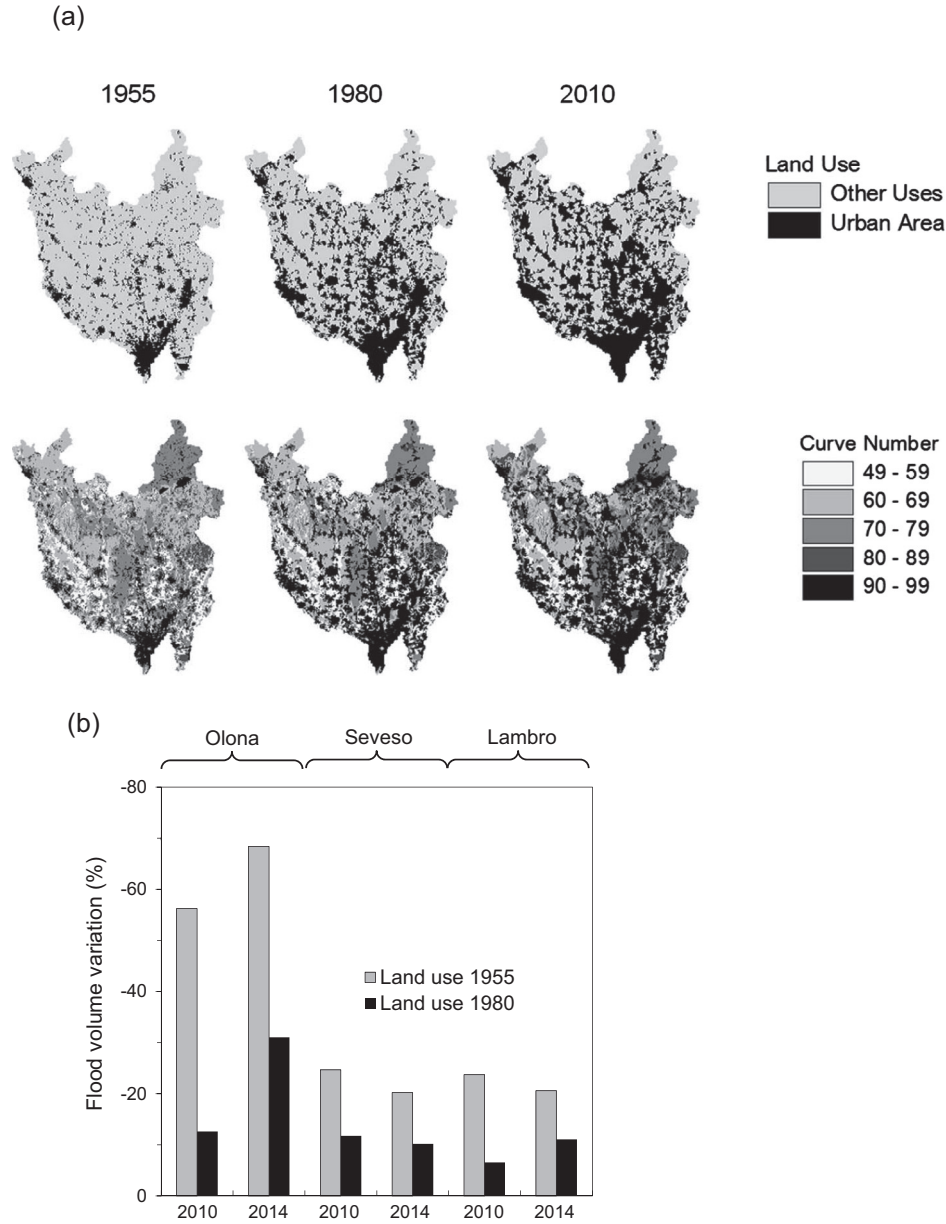 (a)
1955
1980
2010
Land Use
Other Uses
Urban Area
Curve Number
49 - 59
60 - 69
70 - 79
80 - 89
90 - 99
(b)
Olona
Seveso
Lambro
Flood volume variation (%)
-80
-60
-40
-20
0
Land use 1955
Land use 1980
2010
2014
2010
2014
2010
2014